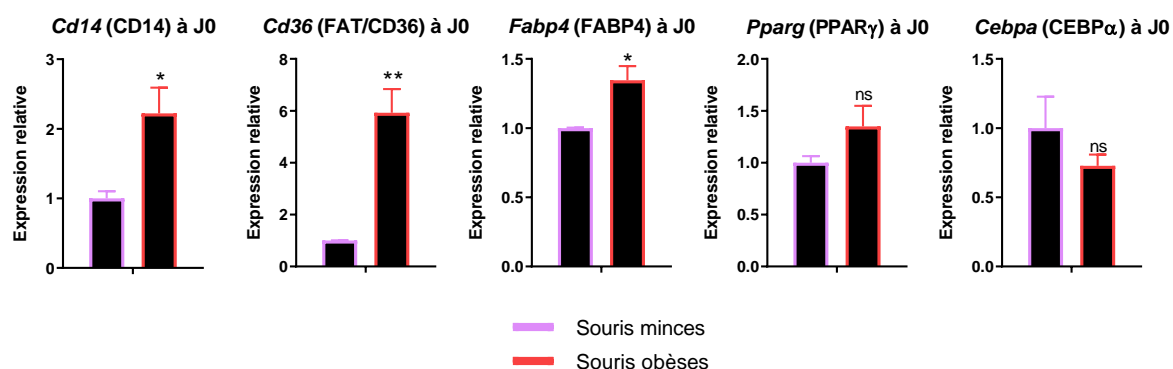 Cd14 (CD14) à J0
Expression relative
3
2
1
0
*
Cd36 (FAT/CD36) à J0
Expression relative
8
6
4
2
0
**
Fabp4 (FABP4) à J0
Expression relative
1.5
1.0
0.5
0.0
*
Pparg (PPARγ) à J0
Expression relative
2.0
1.5
1.0
0.5
0.0
ns
Cebpa (CEBPα) à J0
Expression relative
1.5
1.0
0.5
0.0
ns
Souris minces
Souris obèses